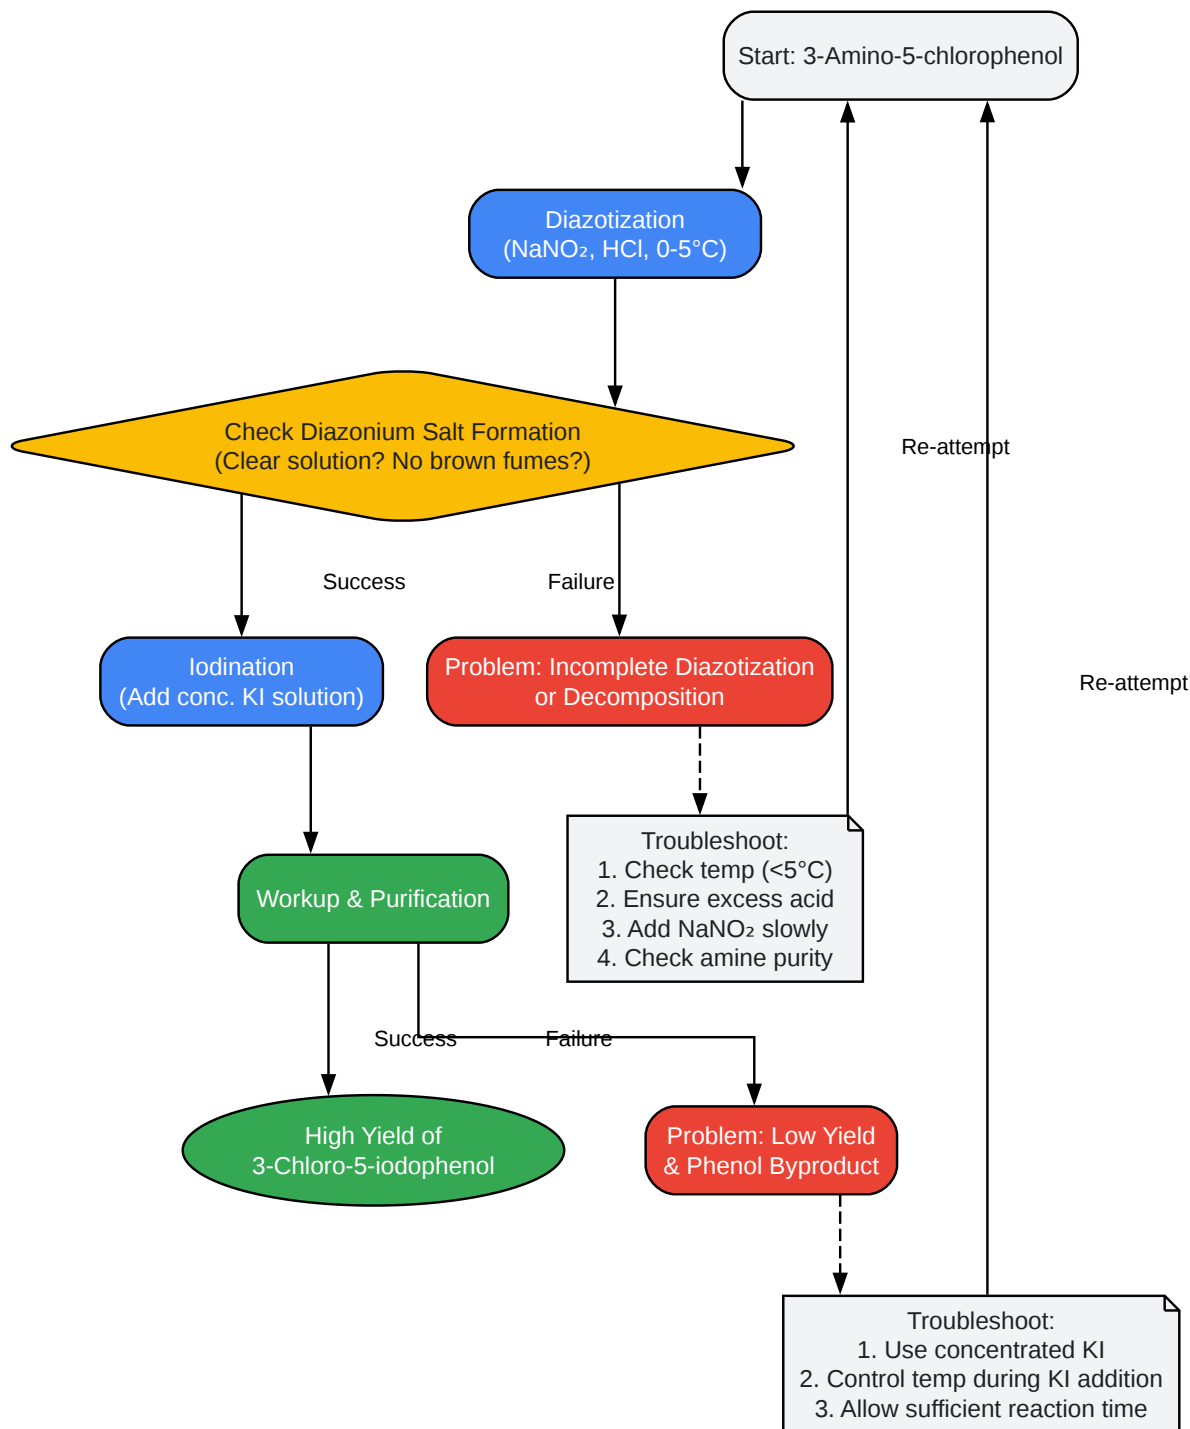 Start: 3-Amino-5-chlorophenol
Diazotization
(NaNO₂, HCl, 0-5°C)
Check Diazonium Salt Formation
(Clear solution? No brown fumes?)
Re-attempt
Success
Failure
Iodination
(Add conc. KI solution)
Problem: Incomplete Diazotization
or Decomposition
Re-attempt
Troubleshoot:
1. Check temp (<5°C)
2. Ensure excess acid
3. Add NaNO₂ slowly
4. Check amine purity
Workup & Purification
Success
Failure
High Yield of
3-Chloro-5-iodophenol
Problem: Low Yield
& Phenol Byproduct
Troubleshoot:
1. Use concentrated KI
2. Control temp during KI addition
3. Allow sufficient reaction time